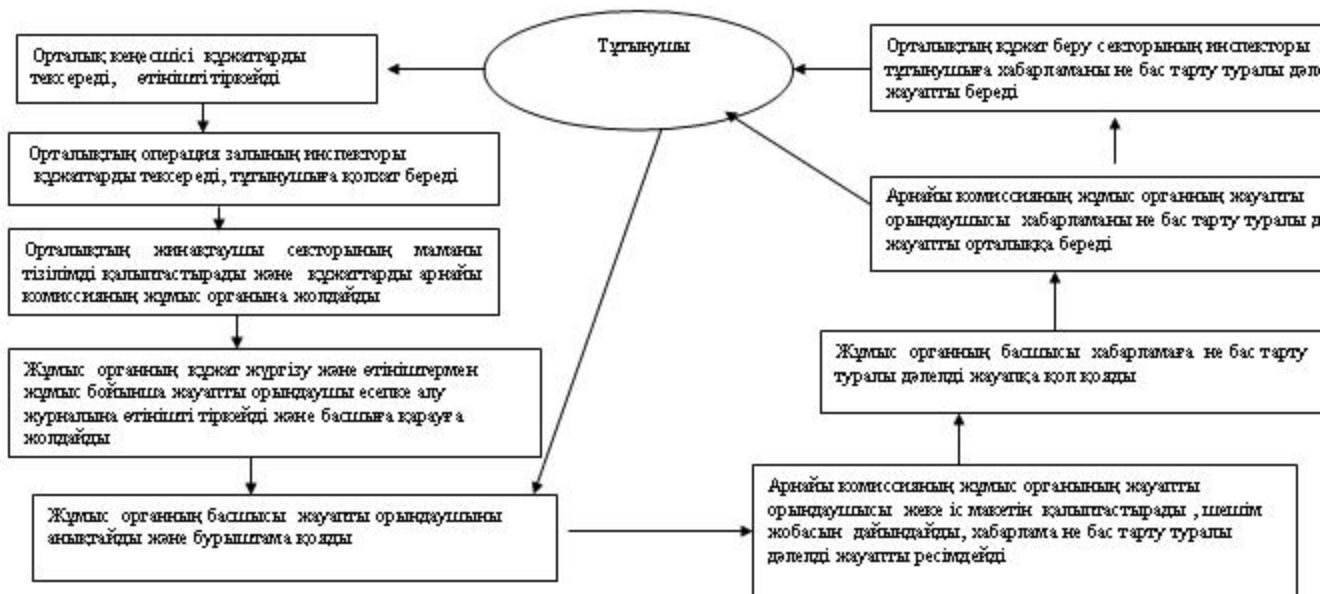 Тұтынушы
Орталық кеңесшісі құжаттарды
тексереді, өтінішті тіркейді
Орталықтың операция залының инспекторы
құжаттарды тексереді, тұтынушыға қолхат береді
Орталықтың жинақтаушы секторының маманы
тізілімді қалыптастырады және құжаттарды арнайы
комиссияның жұмыс органына жолдайды
Жұмыс органның құжат жүргізу және өтініштермен
жұмыс бойынша жауапты орындаушы есепке алу
журналына өтінішті тіркейді және басшыға қарауға
жолдайды
Жұмыс органның басшысы жауапты орындаушыны
анықтайды және бурыштама қояды
Арнайы комиссияның жұмыс органының жауапты
орындаушысы жеке іс макетін қалыптастырады , шешім
жобасын дайындайды, хабарлама не бас тарту туралы
дәлелді жауапты ресімдейді
Жұмыс органның басшысы хабарламаға не бас тарту
туралы дәлелді жауапқа қол қояды
Арнайы комиссияның жұмыс органның жауапты
орындаушысы хабарламаны не бас тарту туралы
жауапты орталыққа береді
Орталықтың құжат беру секторының инспекторы
тұтынушыға хабарламаны не бас тарту туралы
жауапты береді